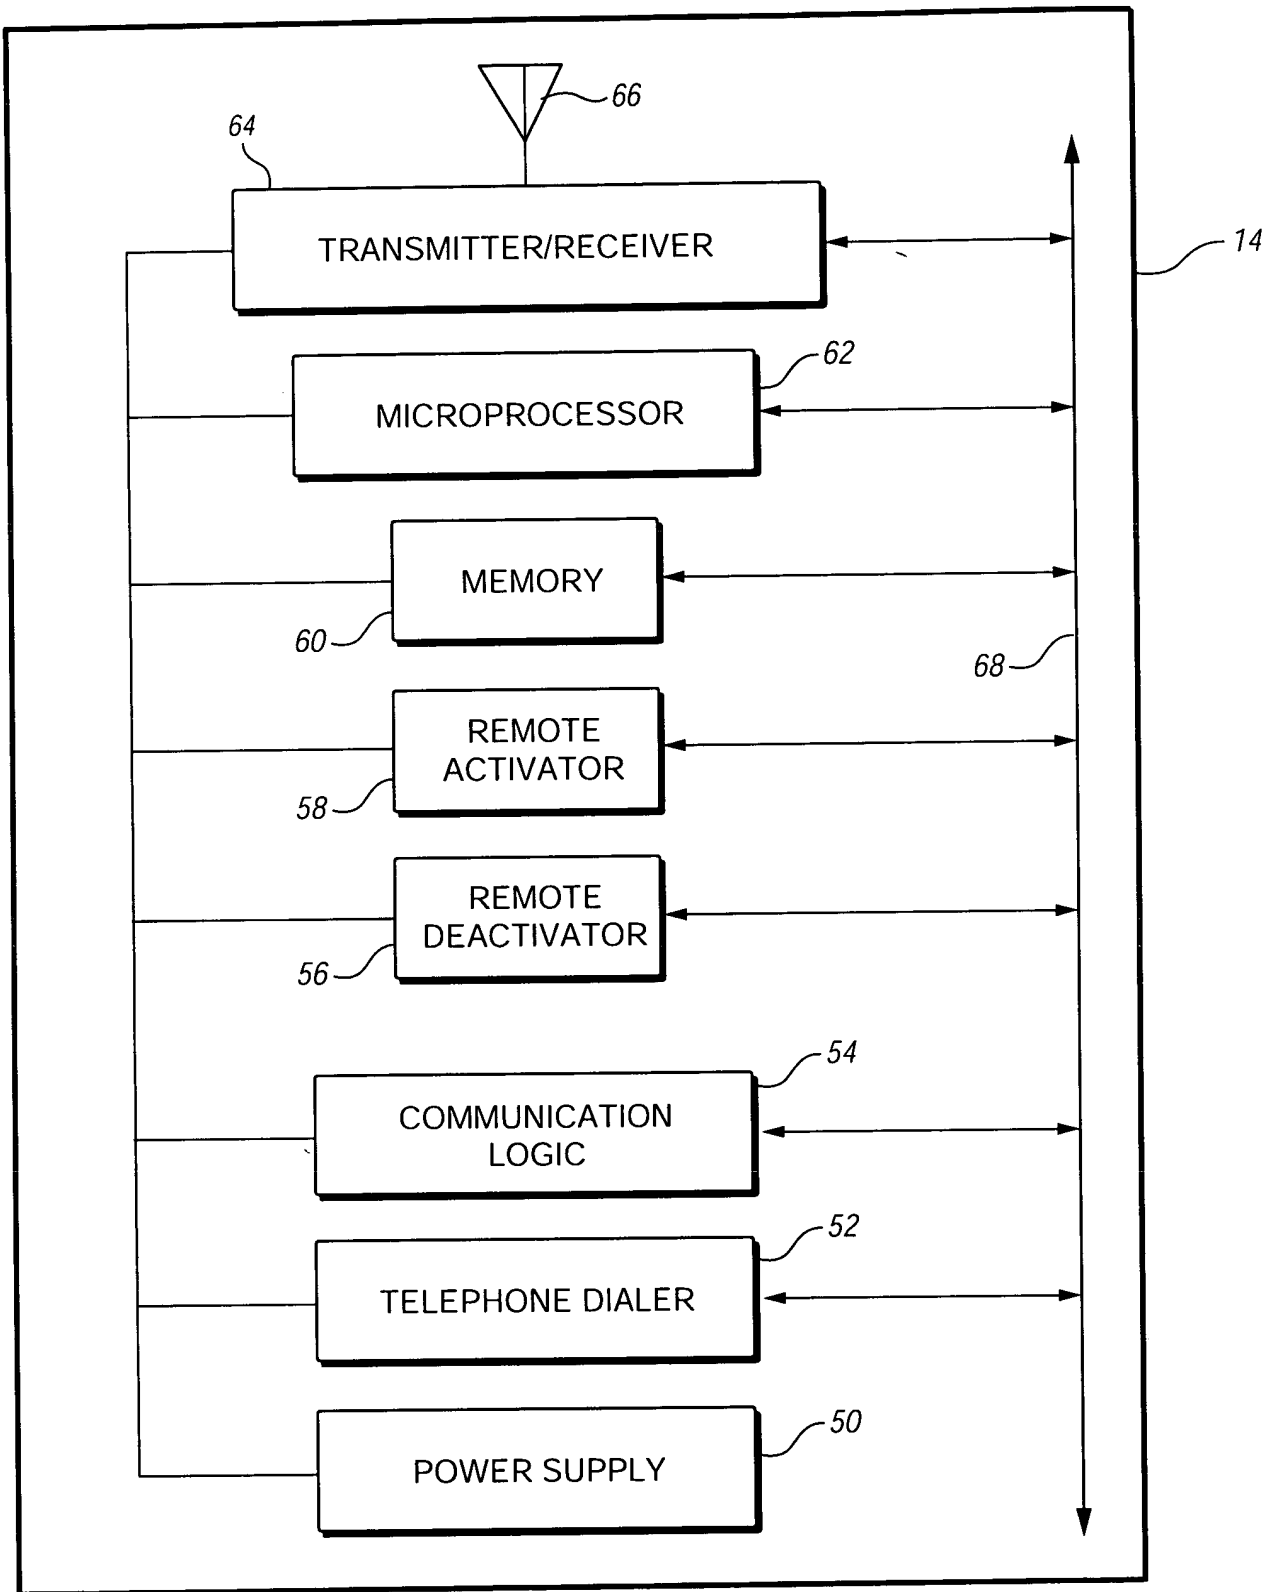 66
64
TRANSMITTER/RECEIVER
14
62
MICROPROCESSOR
MEMORY
60
68
REMOTE
ACTIVATOR
58
REMOTE
DEACTIVATOR
56
54
COMMUNICATION
LOGIC
52
TELEPHONE DIALER
50
POWER SUPPLY